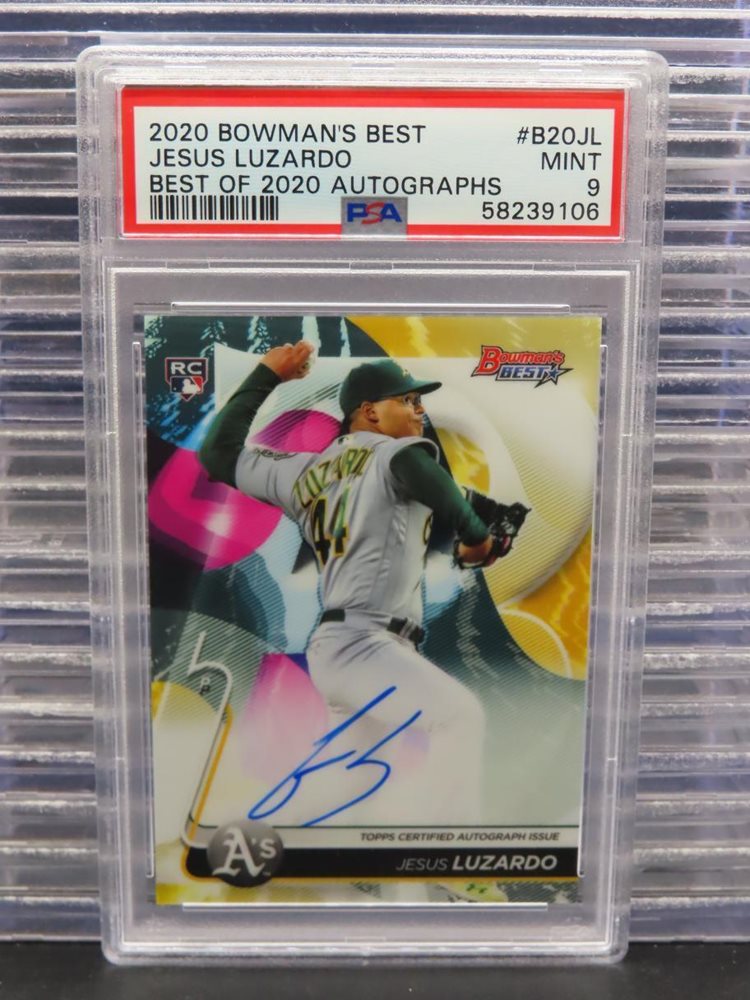 2020 BOWMAN'S BEST #B20JL
JESUS LUZARDO MINT
BEST OF 2020 AUTOGRAPHS 9
PSA 58239106
RC
Bowman's
BEST
LUZARDO
44
P
A's
TOPPS CERTIFIED AUTOGRAPH ISSUE
JESUS LUZARDO